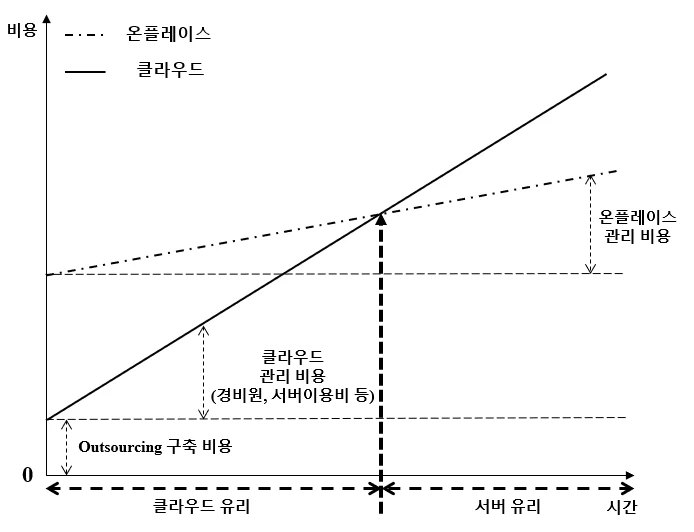 비용
온플레이스
클라우드
온플레이스
관리 비용
클라우드
관리 비용
(경비원, 서버이용비 등)
Outsourcing 구축 비용
0
클라우드 유리
서버 유리
시간